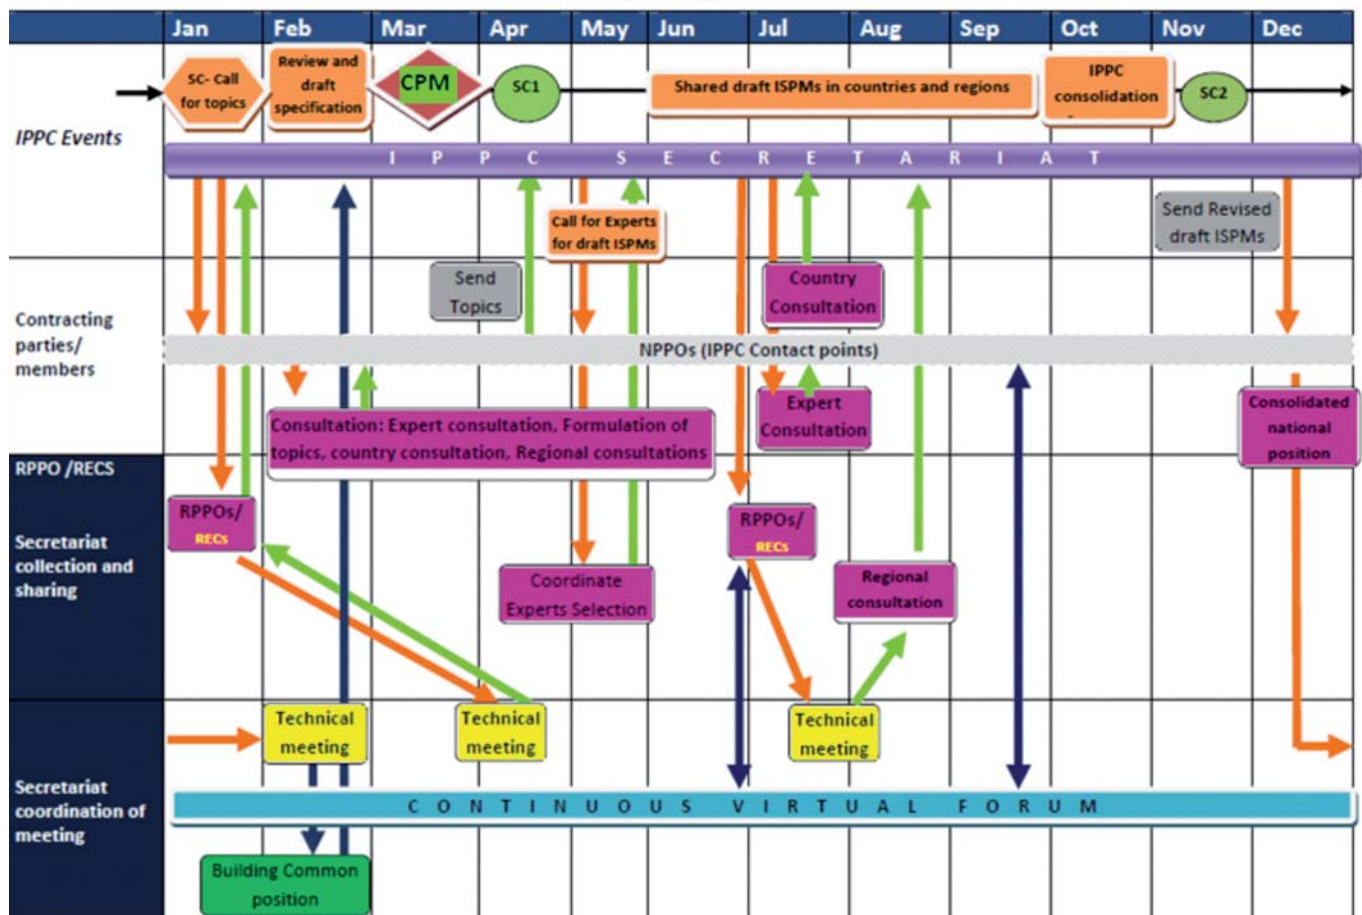 Jan Feb Mar Apr May Jun Jul Aug Sep Oct Nov Dec
IPPC Events
SC- Call
for topics
Review and
draft
specification
CPM
SC1
Shared draft ISPMs in countries and regions
IPPC
consolidation
SC2
I P P C S E C R E T A R I A T
Call for Experts
for draft ISPMs
Send Revised
draft ISPMs
Contracting
parties/
members
Send
Topics
Country
Consultation
NPPOs (IPPC Contact points)
Consultation: Expert consultation, Formulation of
topics, country consultation, Regional consultations
Expert
Consultation
Consolidated
national
position
RPPO /RECS
Secretariat
collection and
sharing
RPPOs/
RECs
Coordinate
Experts Selection
RPPOs/
RECs
Regional
consultation
Secretariat
coordination of
meeting
Technical
meeting
Technical
meeting
Technical
meeting
C O N T I N U O U S V I R T U A L F O R U M
Building Common
position